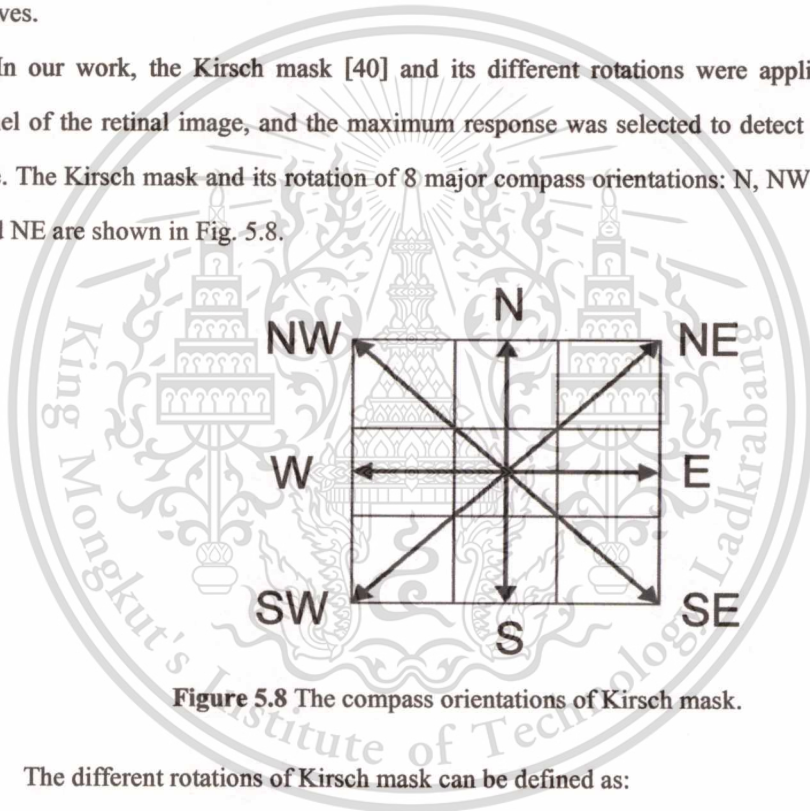 ves.
In our work, the Kirsch mask [40] and its different rotations were appli
el of the retinal image, and the maximum response was selected to detect
. The Kirsch mask and its rotation of 8 major compass orientations: N, NW
d NE are shown in Fig. 5.8.
N
NW NE
W E
SW SE
S
King Mongkut's Institute of Technology Ladkrabang
Figure 5.8 The compass orientations of Kirsch mask.
The different rotations of Kirsch mask can be defined as: